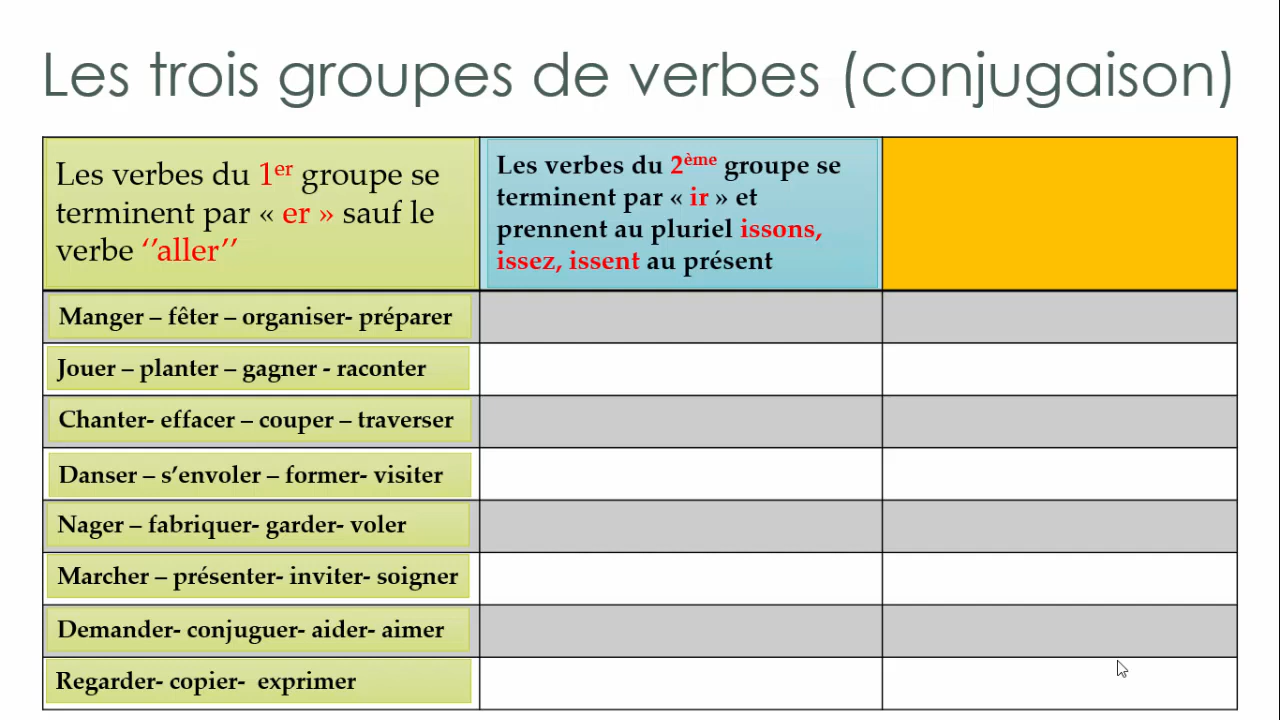 Les trois groupes de verbes (conjugaison)
Les verbes du 1er groupe se
terminent par « er » sauf le
verbe ‘’aller’’
Les verbes du 2ème groupe se
terminent par « ir » et
prennent au pluriel issons,
issez, issent au présent
Manger – fêter – organiser- préparer
Jouer – planter – gagner - raconter
Chanter- effacer – couper – traverser
Danser – s’envoler – former- visiter
Nager – fabriquer- garder- voler
Marcher – présenter- inviter- soigner
Demander- conjuguer- aider- aimer
Regarder- copier- exprimer